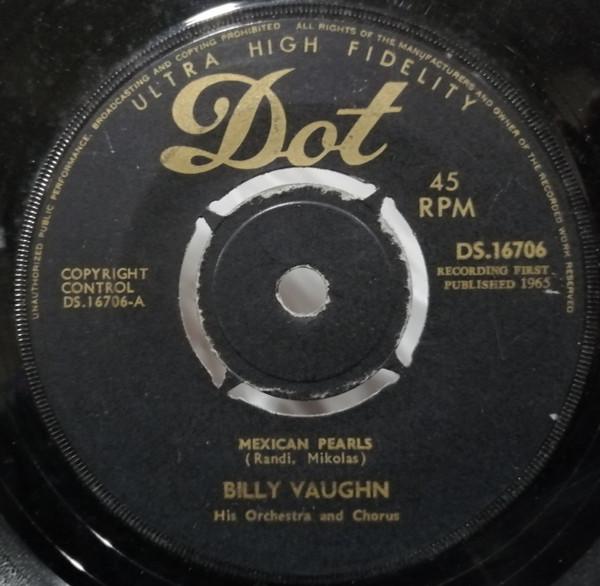 UNAUTHORIZED PUBLIC PERFORMANCE, BROADCASTING AND COPYING PROHIBITED ALL RIGHTS OF THE MANUFACTURERS AND OWNER OF THE RECORDED WORK RESERVED
ULTRA HIGH FIDELITY
Dot
45
RPM
DS.16706
RECORDING FIRST
PUBLISHED 1965
COPYRIGHT
CONTROL
DS.16706-A
MEXICAN PEARLS
(Randi, Mikolas)
BILLY VAUGHN
His Orchestra and Chorus